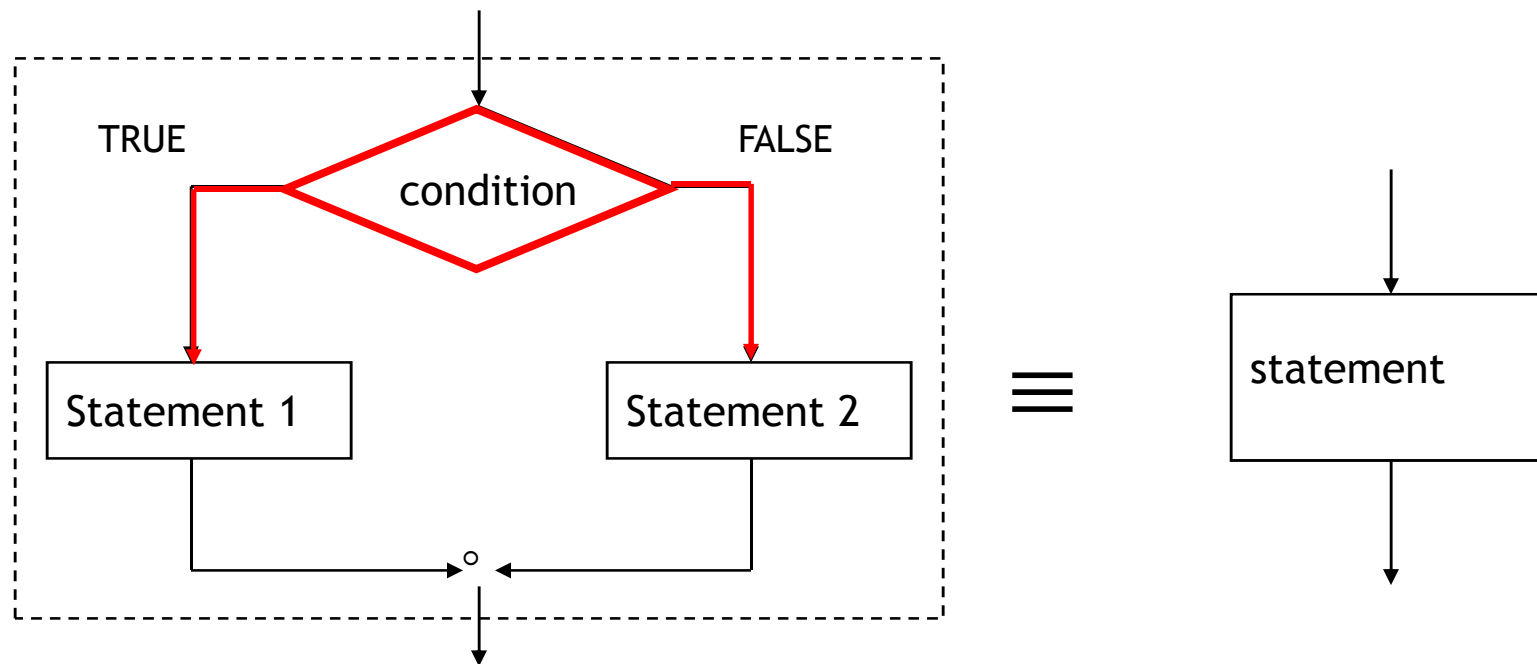 TRUE
FALSE
condition
Statement 1
Statement 2
≡
statement